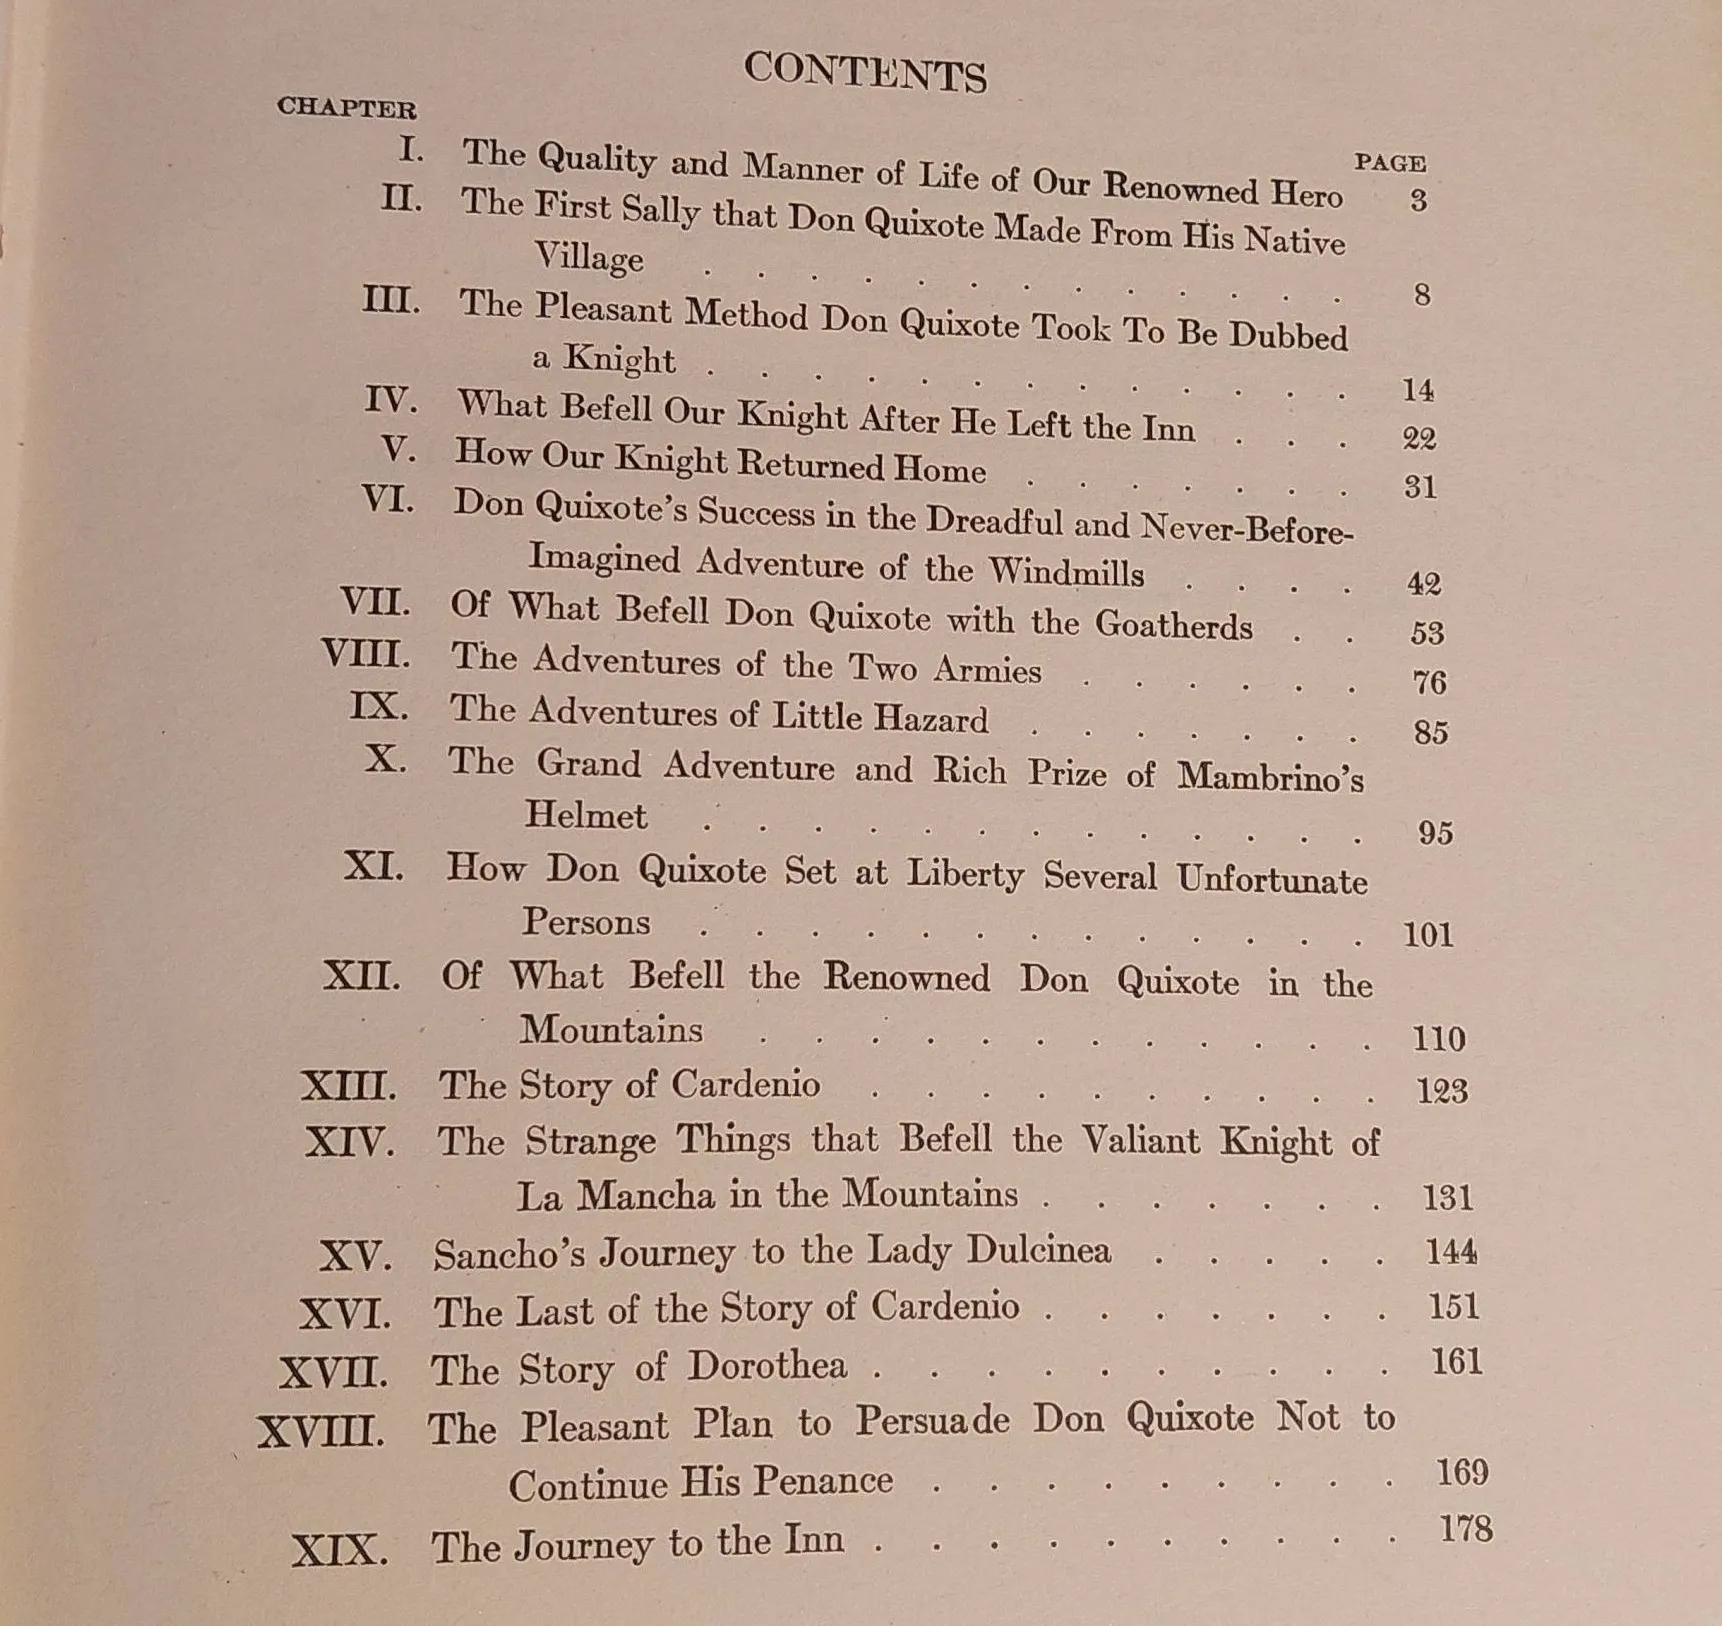 CONTENTS
CHAPTER PAGE
I. The Quality and Manner of Life of Our Renowned Hero 3
II. The First Sally that Don Quixote Made From His Native
Village . . . . . . . . . . . . . 8
III. The Pleasant Method Don Quixote Took To Be Dubbed
a Knight . . . . . . . . . . . . . 14
IV. What Befell Our Knight After He Left the Inn . . . 22
V. How Our Knight Returned Home . . . . . . . 31
VI. Don Quixote's Success in the Dreadful and Never-Before-
Imagined Adventure of the Windmills . . . . 42
VII. Of What Befell Don Quixote with the Goatherds . . 53
VIII. The Adventures of the Two Armies . . . . . . 76
IX. The Adventures of Little Hazard . . . . . . . 85
X. The Grand Adventure and Rich Prize of Mambrino's
Helmet . . . . . . . . . . . . . 95
XI. How Don Quixote Set at Liberty Several Unfortunate
Persons . . . . . . . . . . . . . 101
XII. Of What Befell the Renowned Don Quixote in the
Mountains . . . . . . . . . . . . 110
XIII. The Story of Cardenio . . . . . . . . . . 123
XIV. The Strange Things that Befell the Valiant Knight of
La Mancha in the Mountains . . . . . . . 131
XV. Sancho's Journey to the Lady Dulcinea . . . . . 144
XVI. The Last of the Story of Cardenio . . . . . . . 151
XVII. The Story of Dorothea . . . . . . . . . . 161
XVIII. The Pleasant Plan to Persuade Don Quixote Not to
Continue His Penance . . . . . . . . . 169
XIX. The Journey to the Inn . . . . . . . . . . 178